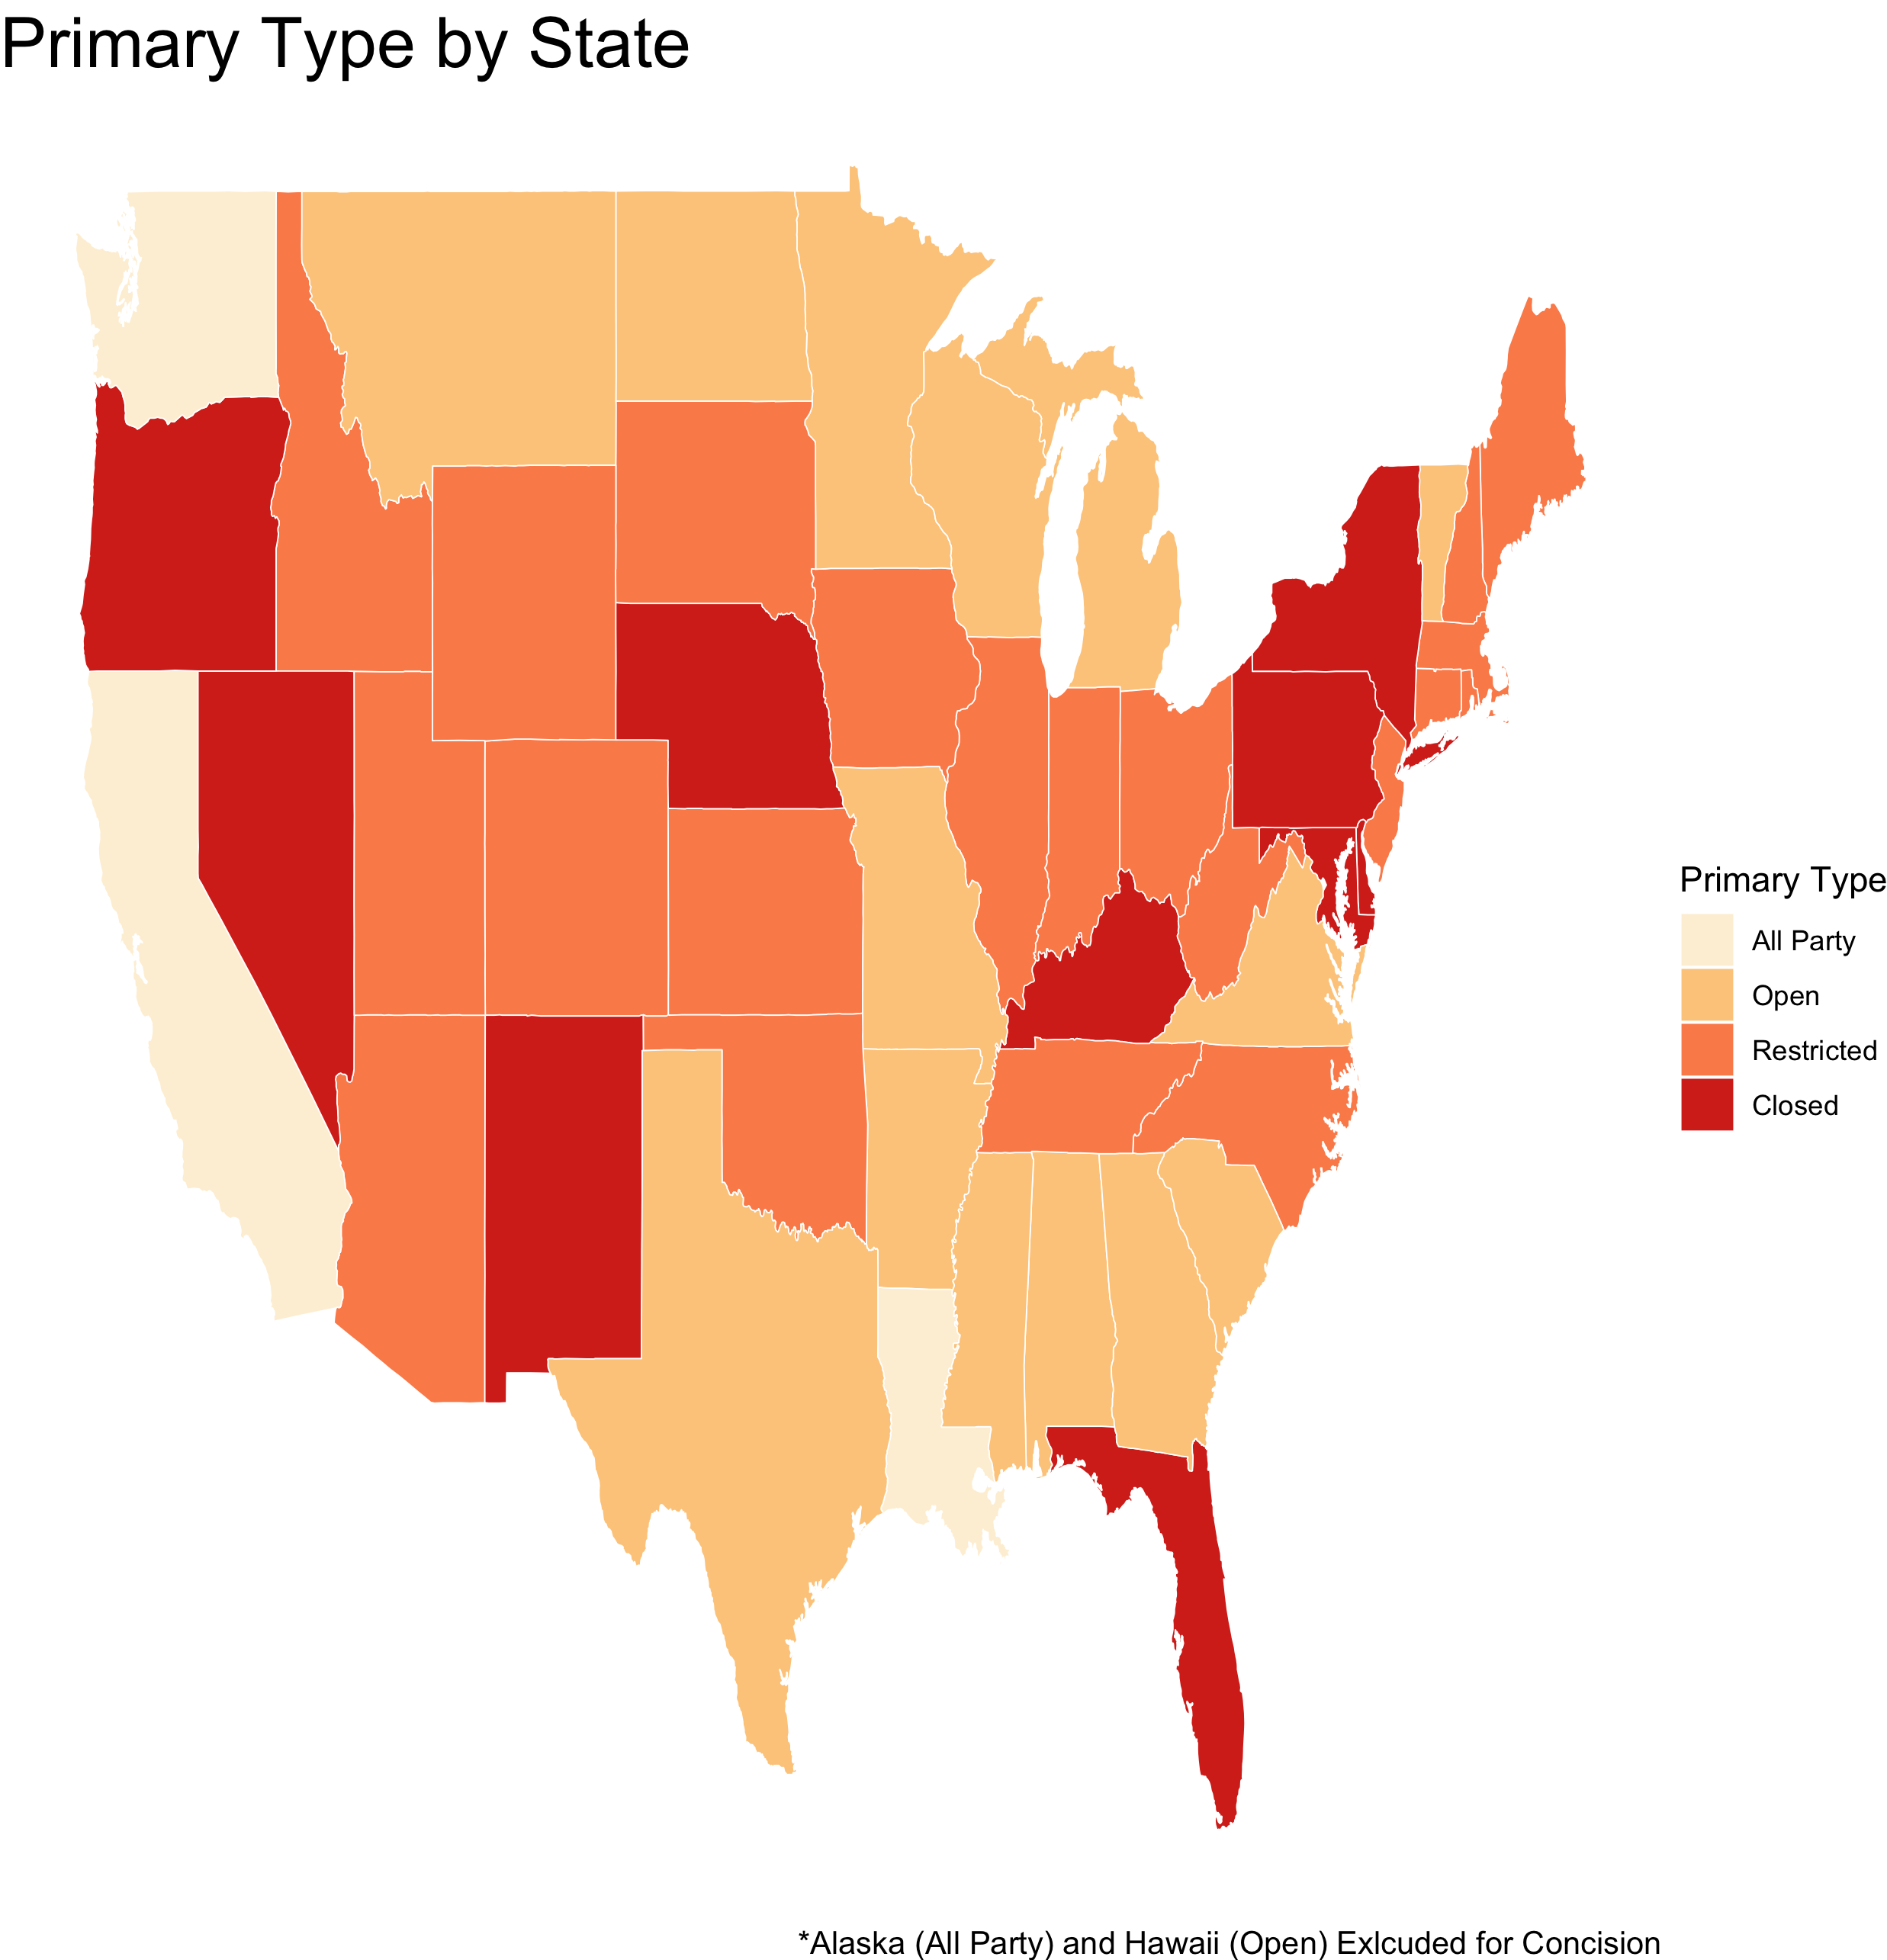 Primary Type by State
Primary Type
All Party
Open
Restricted
Closed
*Alaska (All Party) and Hawaii (Open) Exlcuded for Concision